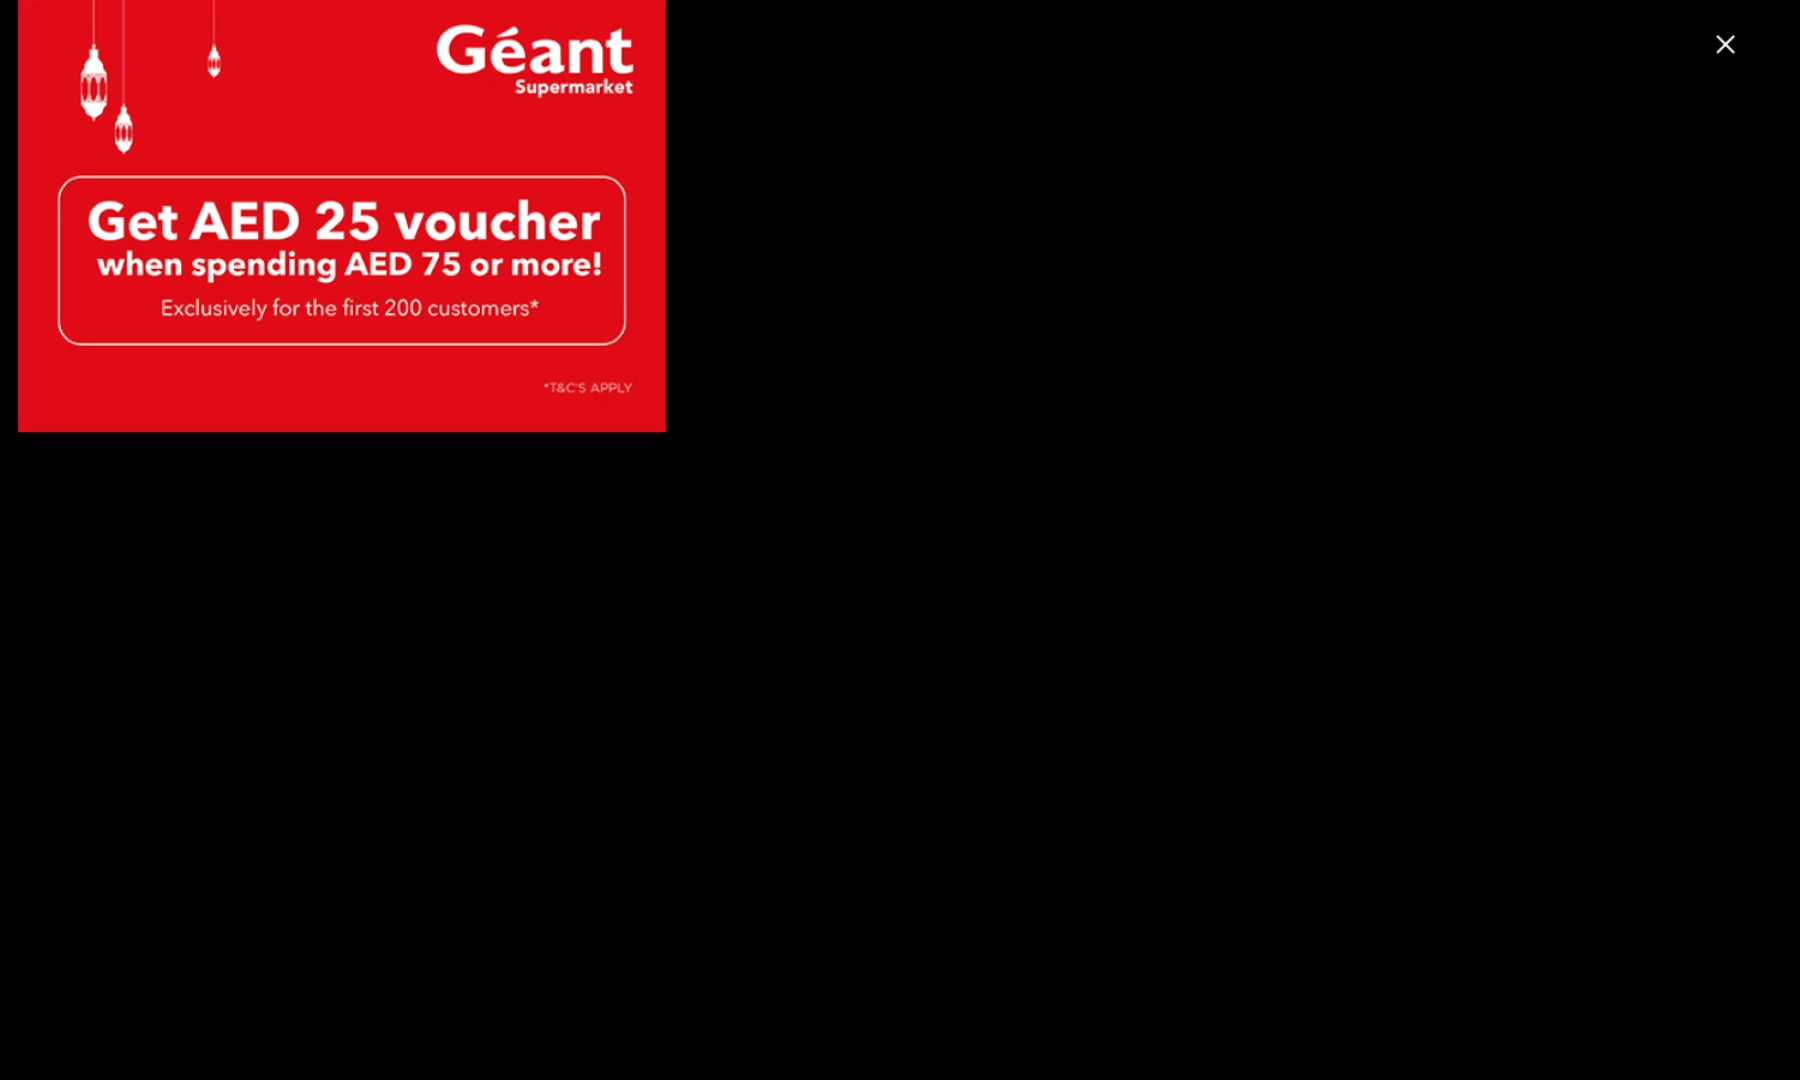 Géant
Supermarket
Get AED 25 voucher
when spending AED 75 or more!
Exclusively for the first 200 customers*
*T&C'S APPLY